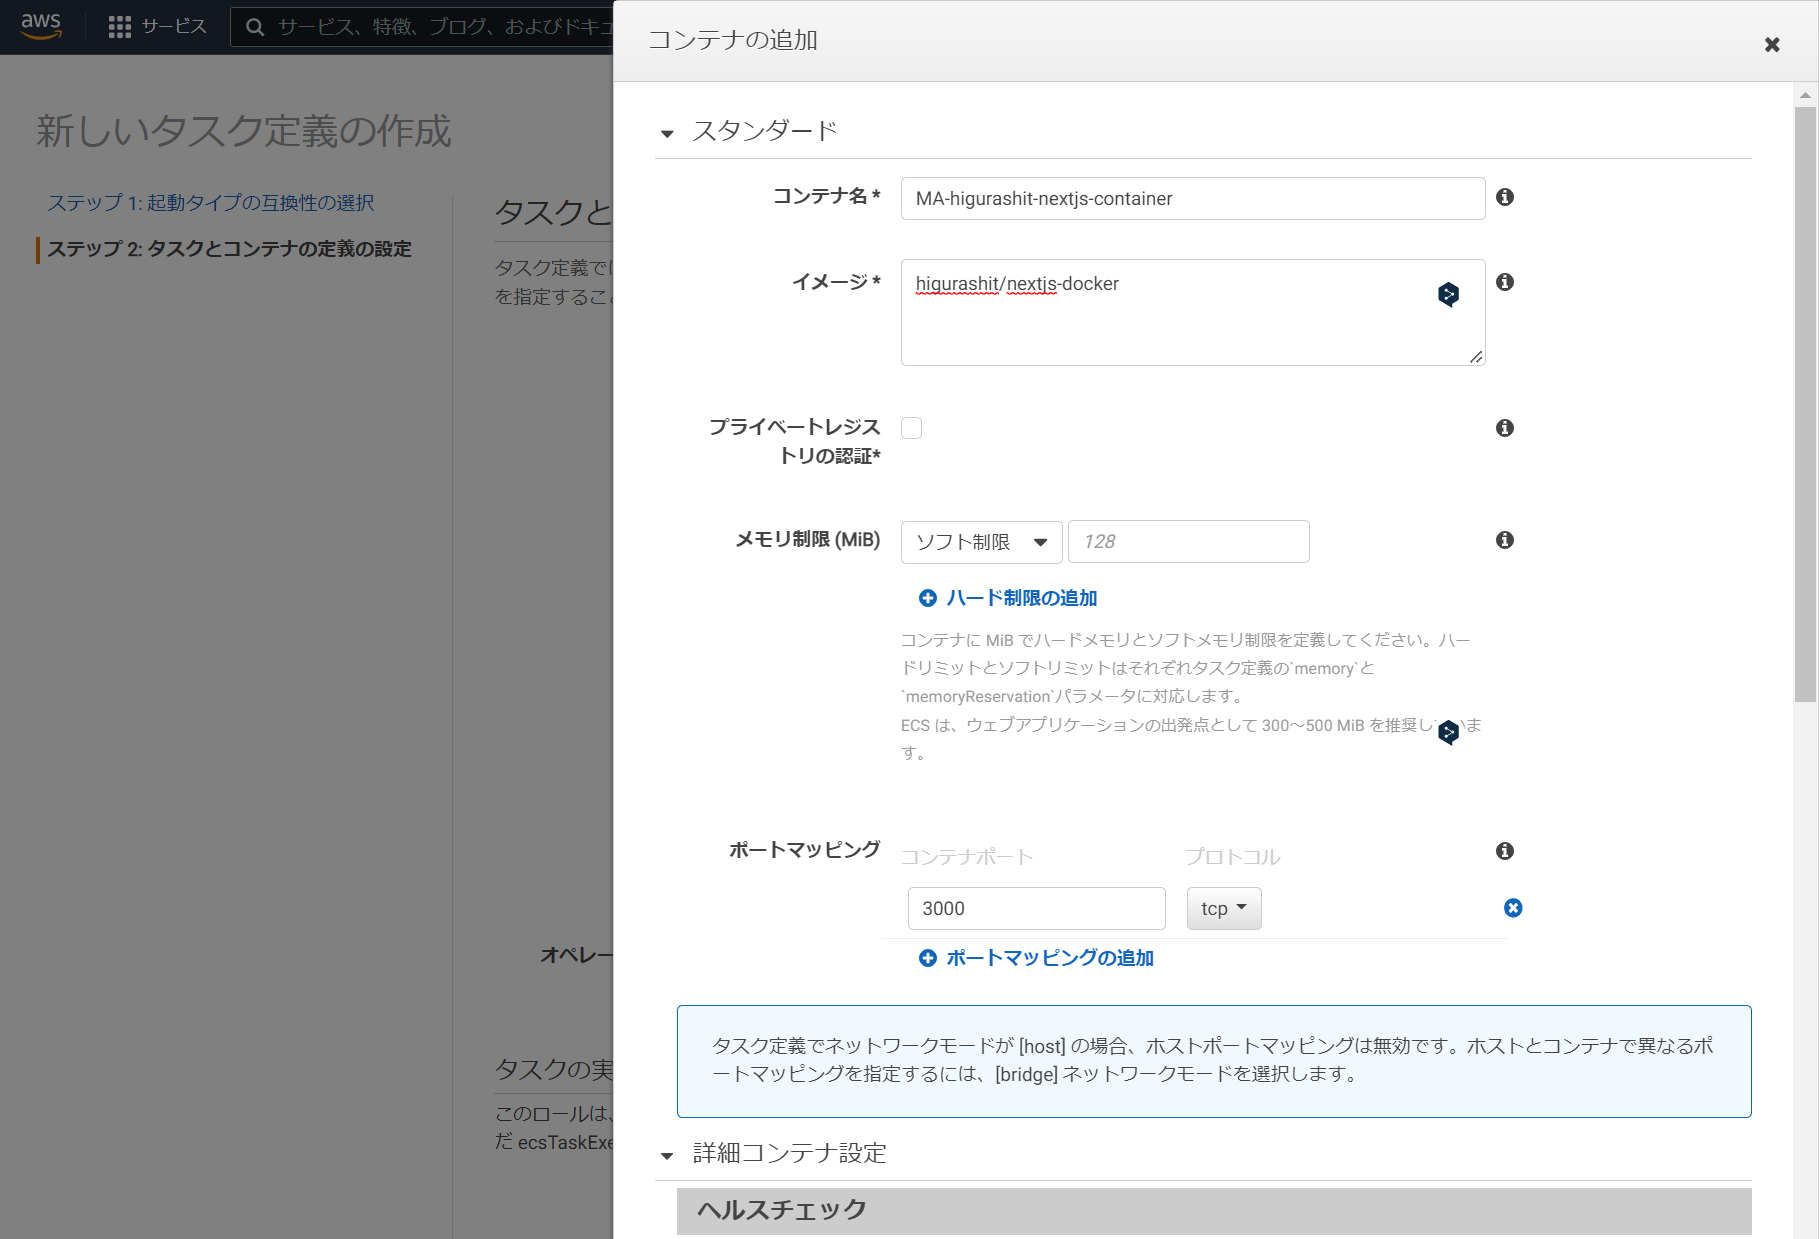 aws
サービス
サービス、特徴、ブログ、およびドキュ
コンテナの追加
新しいタスク定義の作成
ステップ 1: 起動タイプの互換性の選択
ステップ 2: タスクとコンテナの定義の設定
タスクと
タスク定義で
を指定するこ
オペレー
タスクの実
このロールは、
だ ecsTaskExe
スタンダード
コンテナ名 *
MA-higurashit-nextjs-container
イメージ *
higurashit/nextjs-docker
プライベートレジス
トリの認証*
メモリ制限 (MiB)
ソフト制限
128
ハード制限の追加
コンテナに MiB でハードメモリとソフトメモリ制限を定義してください。ハー
ドリミットとソフトリミットはそれぞれタスク定義の`memory`と
`memoryReservation`パラメータに対応します。
ECS は、ウェブアプリケーションの出発点として 300～500 MiB を推奨しいま
す。
ポートマッピング
コンテナポート
プロトコル
3000
tcp
ポートマッピングの追加
タスク定義でネットワークモードが [host] の場合、ホストポートマッピングは無効です。ホストとコンテナで異なるポ
ートマッピングを指定するには、[bridge] ネットワークモードを選択します。
詳細コンテナ設定
ヘルスチェック